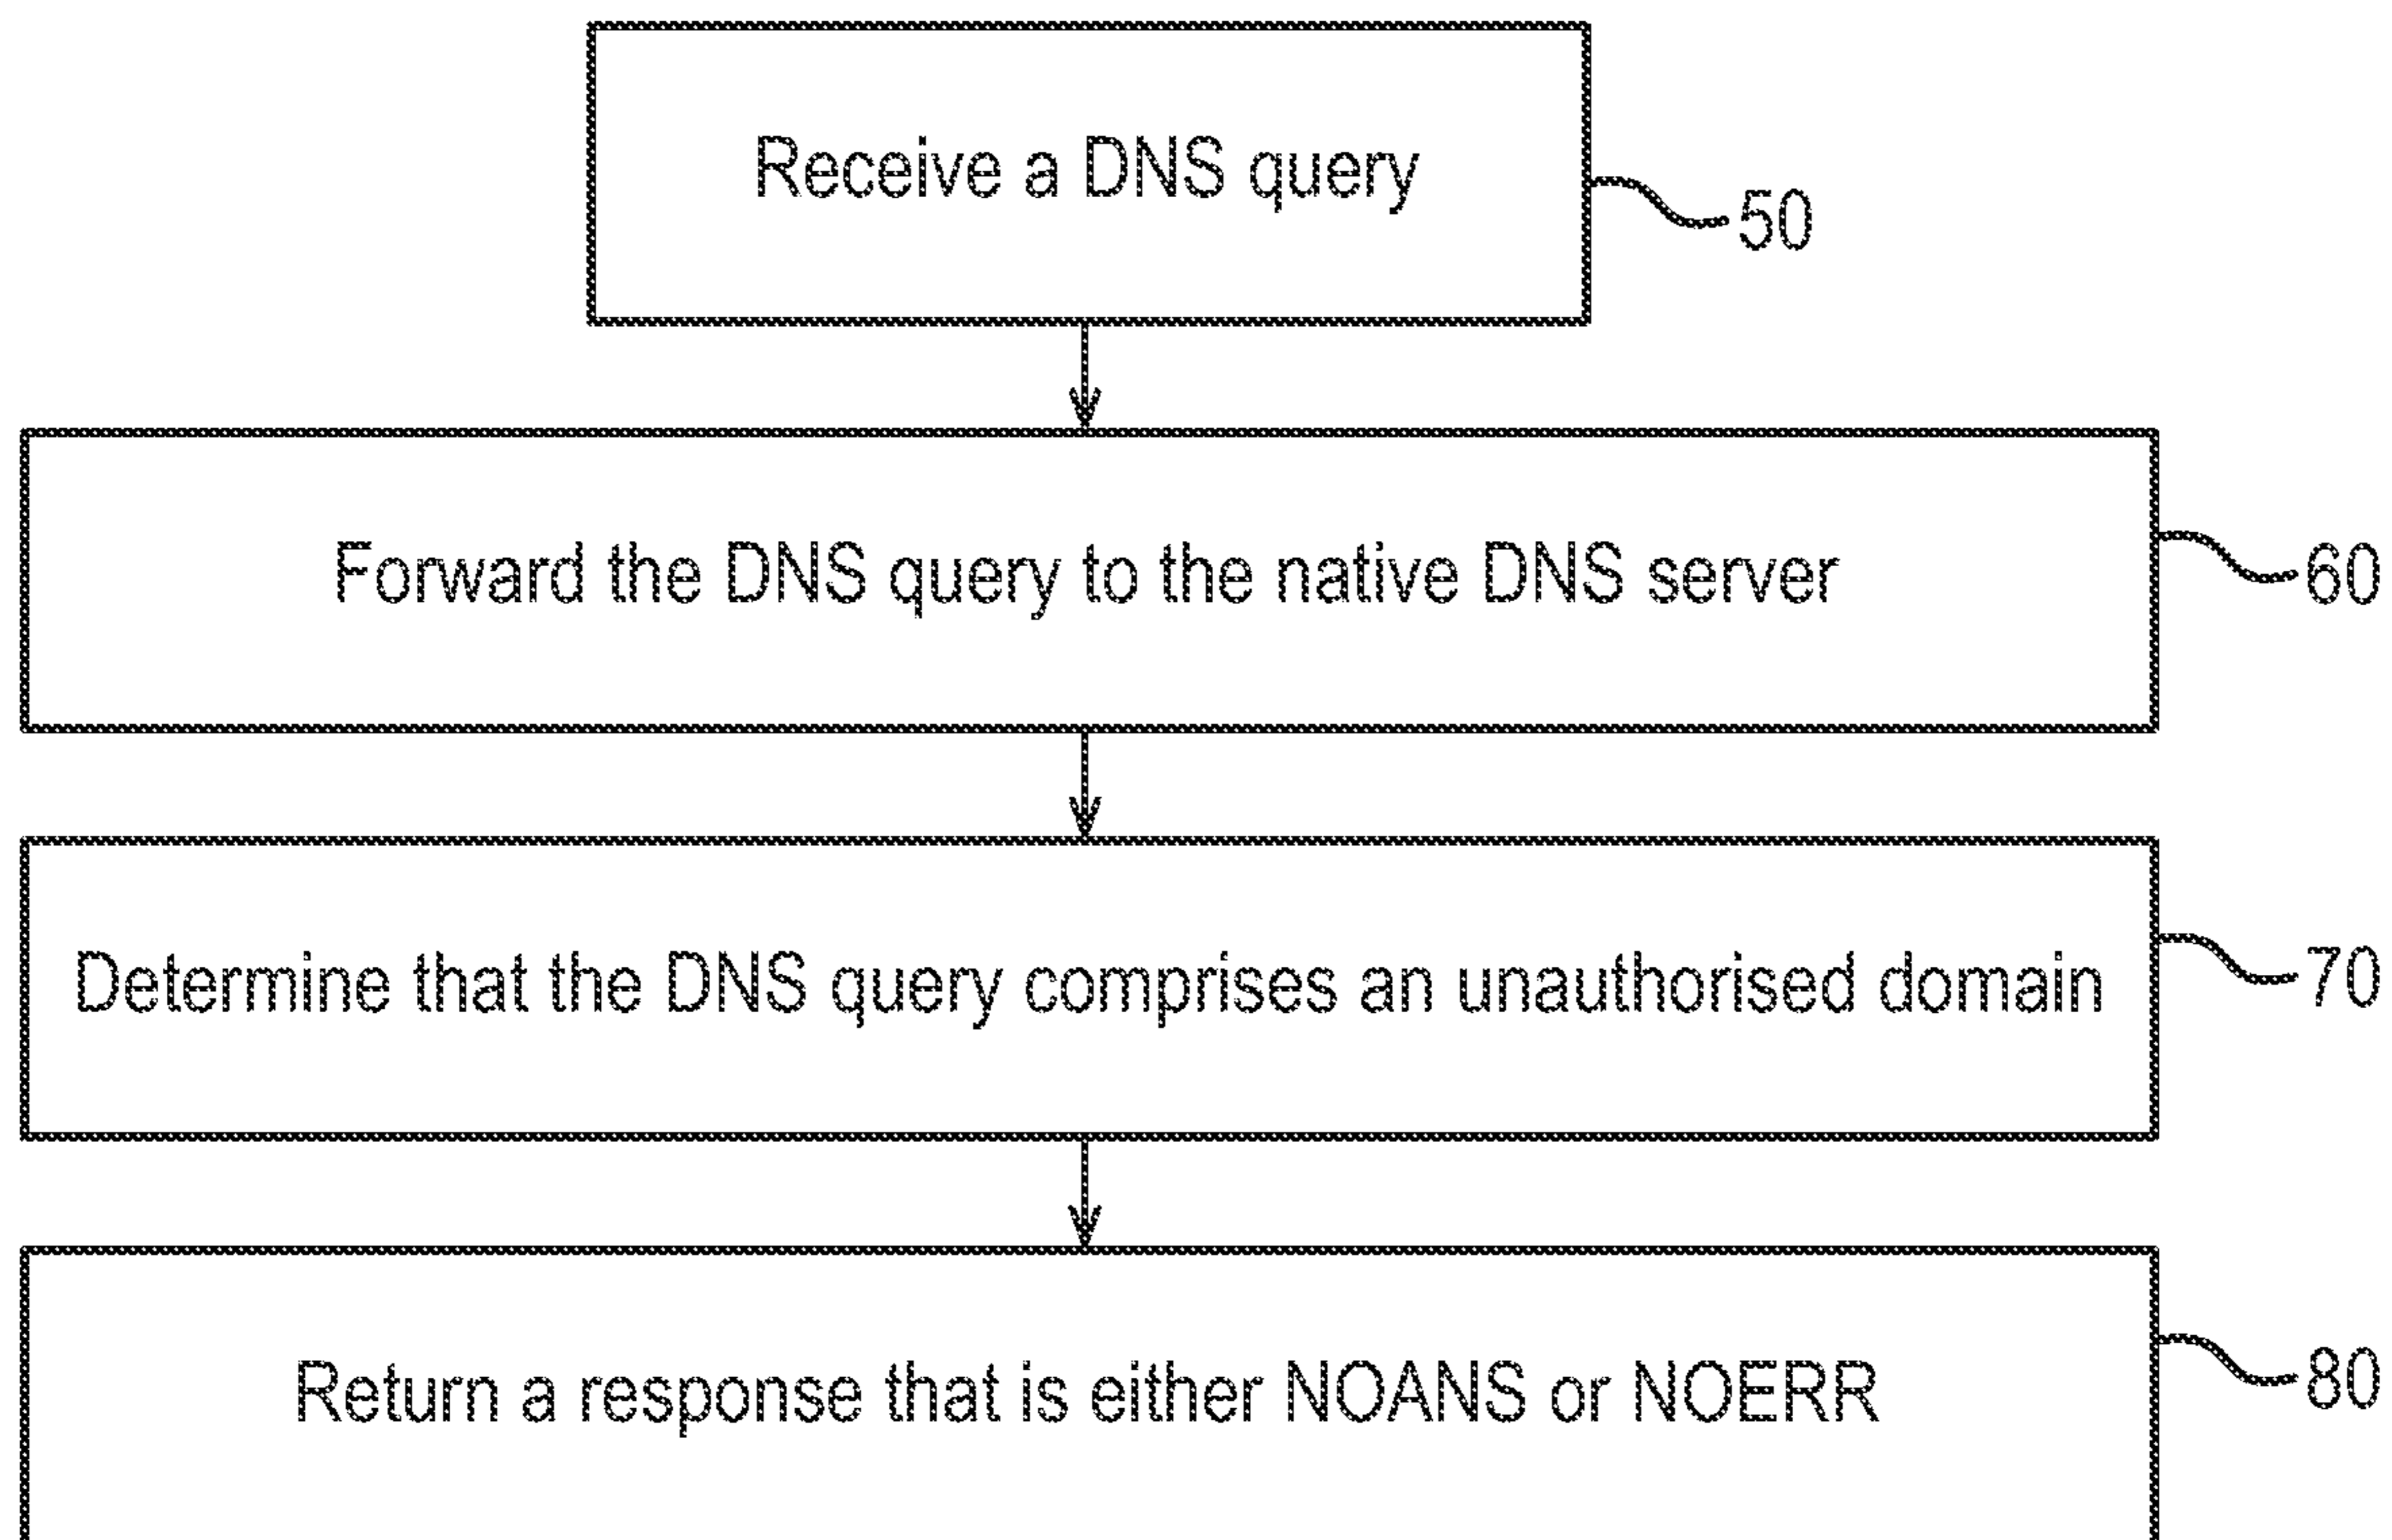 Receive a DNS query
50
Forward the DNS query to the native DNS server
60
Determine that the DNS query comprises an unauthorised domain
70
Return a response that is either NOANS or NOERR
80